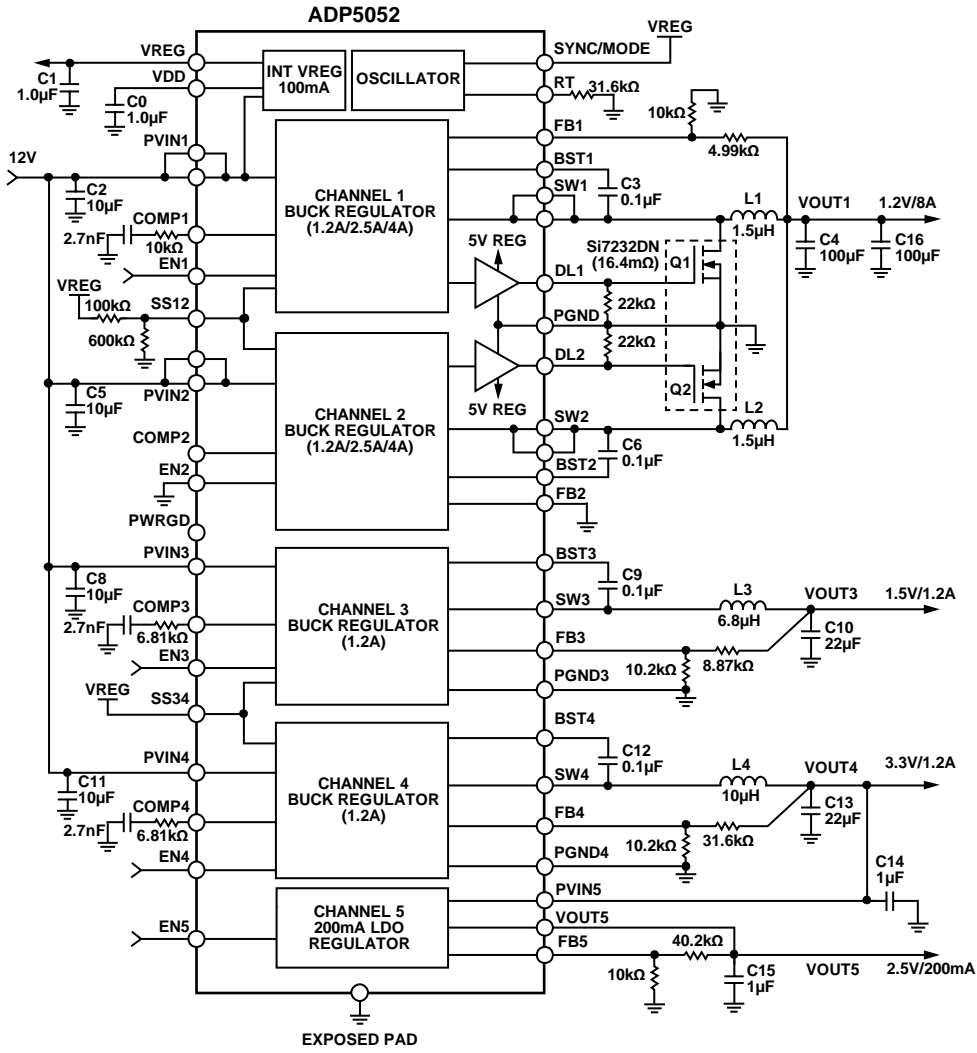 ADP5052
VREG
C1
1.0µF
VDD
C0
1.0µF
INT VREG
100mA
OSCILLATOR
SYNC/MODE
VREG
RT
31.6kΩ
FB1
10kΩ
4.99kΩ
PVIN1
12V
C2
10µF
COMP1
2.7nF
10kΩ
EN1
CHANNEL 1
BUCK REGULATOR
(1.2A/2.5A/4A)
BST1
SW1
C3
0.1µF
L1
1.5µH
VOUT1
1.2V/8A
C4
100µF
C16
100µF
5V REG
Si7232DN
(16.4mΩ)
Q1
DL1
22kΩ
PGND
22kΩ
DL2
Q2
5V REG
VREG
100kΩ
SS12
600kΩ
C5
10µF
PVIN2
COMP2
EN2
CHANNEL 2
BUCK REGULATOR
(1.2A/2.5A/4A)
SW2
L2
1.5µH
C6
0.1µF
BST2
FB2
PWRGD
PVIN3
C8
10µF
COMP3
2.7nF
6.81kΩ
EN3
VREG
SS34
CHANNEL 3
BUCK REGULATOR
(1.2A)
BST3
C9
0.1µF
SW3
L3
6.8µH
VOUT3
1.5V/1.2A
C10
22µF
FB3
10.2kΩ
8.87kΩ
PGND3
PVIN4
C11
10µF
COMP4
2.7nF
6.81kΩ
EN4
CHANNEL 4
BUCK REGULATOR
(1.2A)
BST4
C12
0.1µF
SW4
L4
10µH
VOUT4
3.3V/1.2A
C13
22µF
FB4
10.2kΩ
31.6kΩ
PGND4
C14
1µF
PVIN5
EN5
CHANNEL 5
200mA LDO
REGULATOR
VOUT5
FB5
40.2kΩ
10kΩ
C15
1µF
VOUT5
2.5V/200mA
EXPOSED PAD